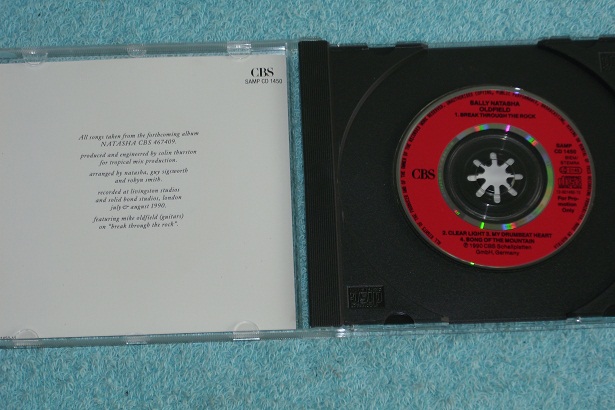 CBS
SAMP CD 1450
All songs taken from the forthcoming album
NATASHA CBS 467409.
produced and engineered by colin thurston
for tropical mix production.
arranged by natasha, guy sigsworth
and robyn smith.
recorded at livingston studios
and solid bond studios, london
july & august 1990.
featuring mike oldfield (guitars)
on "break through the rock".
SALLY NATASHA
OLDFIELD
1. BREAK THROUGH THE ROCK
CBS
SAMP
CD 1450
STEREO
For Pro-
motion
Only
2. CLEAR LIGHT 3. MY DRUMBEAT HEART
4. SONG OF THE MOUNTAIN
℗ 1990 CBS Schallplatten
GmbH, Germany